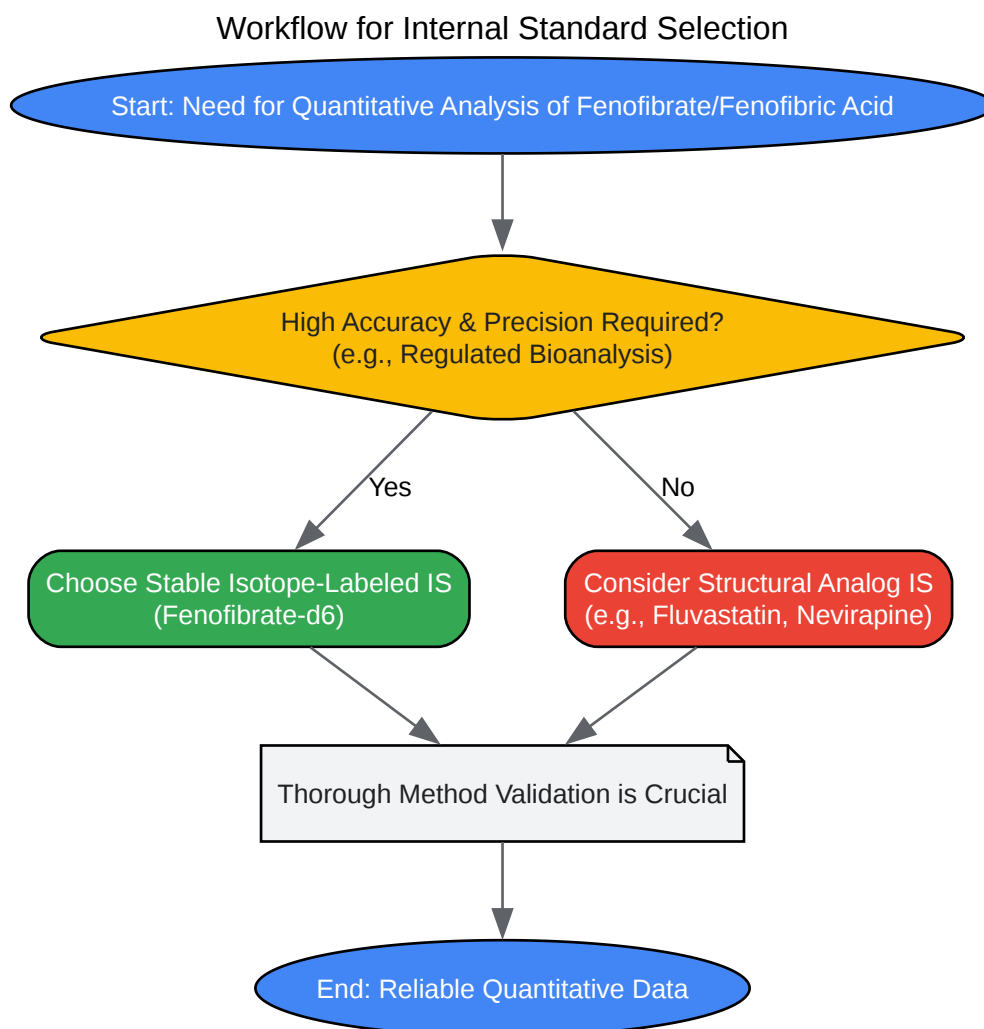 Workflow for Internal Standard Selection
Start: Need for Quantitative Analysis of Fenofibrate/Fenofibric Acid
High Accuracy & Precision Required?
(e.g., Regulated Bioanalysis)
Yes
No
Choose Stable Isotope-Labeled IS
(Fenofibrate-d6)
Consider Structural Analog IS
(e.g., Fluvastatin, Nevirapine)
Thorough Method Validation is Crucial
End: Reliable Quantitative Data